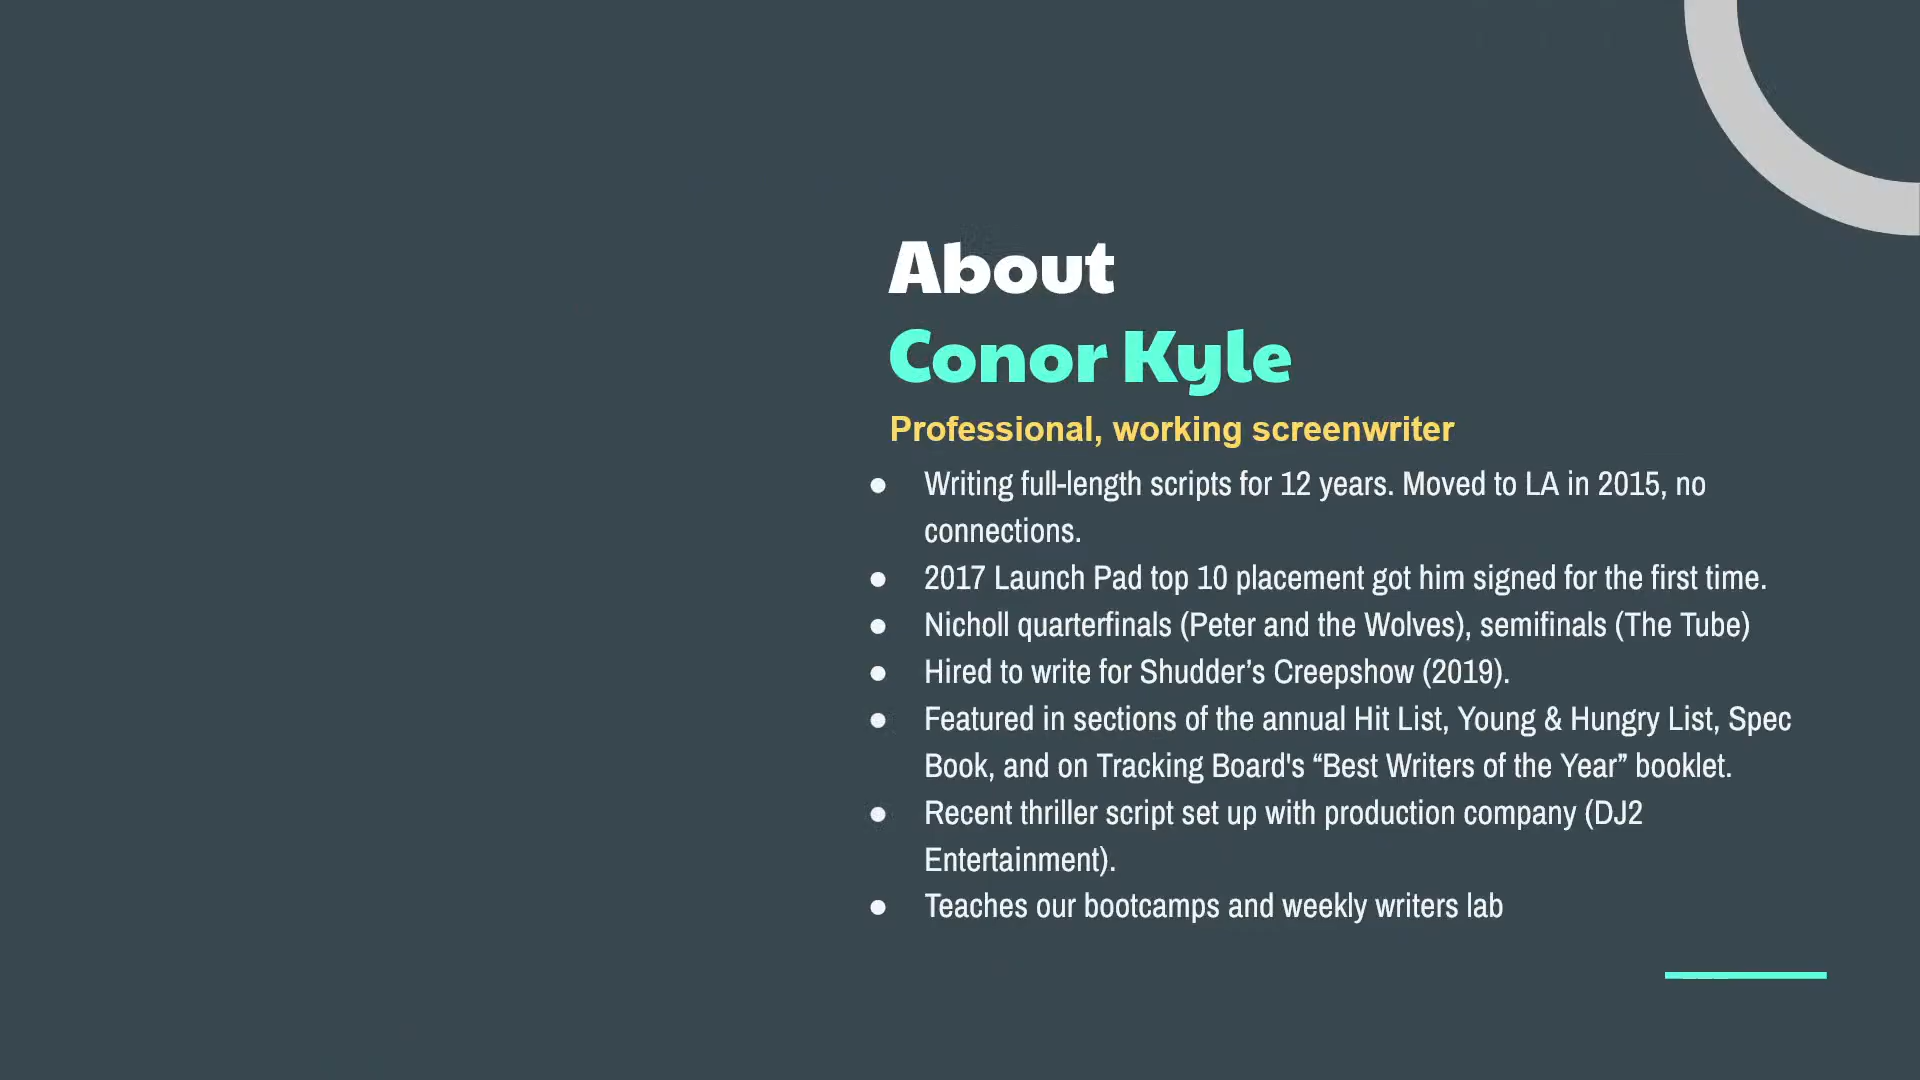 About
Conor Kyle
Professional, working screenwriter
● Writing full-length scripts for 12 years. Moved to LA in 2015, no
connections.
● 2017 Launch Pad top 10 placement got him signed for the first time.
● Nicholl quarterfinals (Peter and the Wolves), semifinals (The Tube)
● Hired to write for Shudder’s Creepshow (2019).
● Featured in sections of the annual Hit List, Young & Hungry List, Spec
Book, and on Tracking Board's “Best Writers of the Year” booklet.
● Recent thriller script set up with production company (DJ2
Entertainment).
● Teaches our bootcamps and weekly writers lab